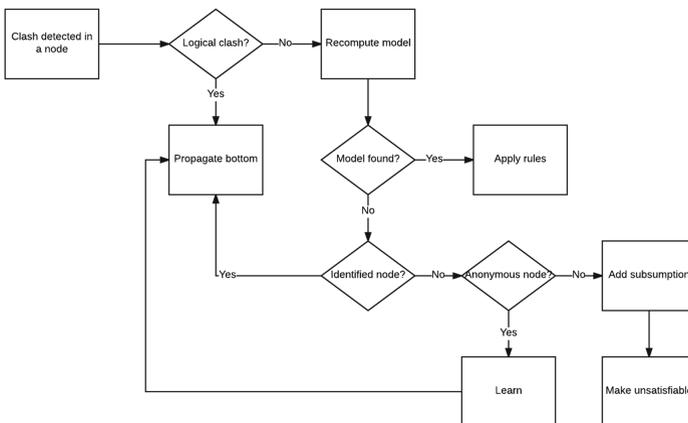 Clash detected in
a node
Logical clash?
No
Recompute model
Yes
Propagate bottom
Model found?
Yes
Apply rules
No
Yes
Identified node?
No
Anonymous node?
No
Add subsumption
Yes
Learn
Make unsatisfiabl